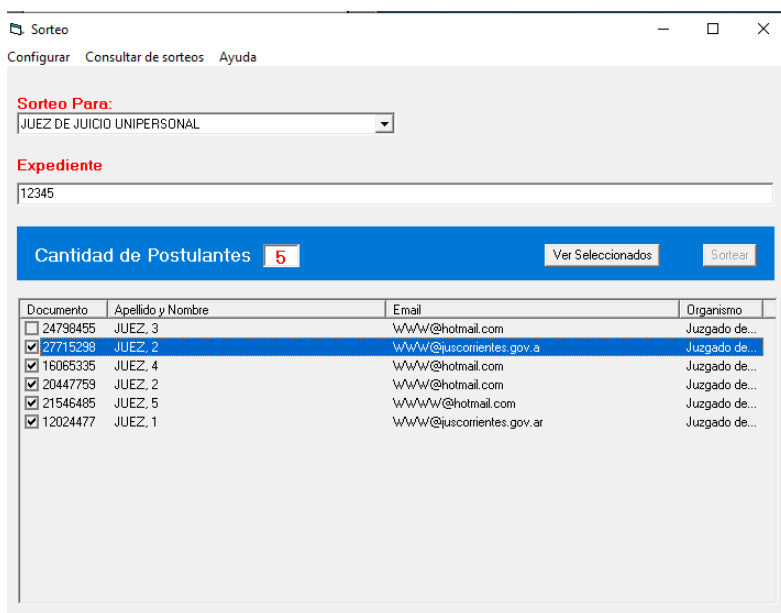 Sorteo
Configurar Consultar de sorteos Ayuda
Sorteo Para:
JUEZ DE JUICIO UNIPERSONAL
Expediente
12345
Cantidad de Postulantes 5 Ver Seleccionados Sortear
Documento Apellido y Nombre Email Organismo
24798455 JUEZ, 3 WWW@hotmail.com Juzgado de...
27715298 JUEZ, 2 WWW@juscorrientes.gov.a Juzgado de...
16065335 JUEZ, 4 WWW@hotmail.com Juzgado de...
20447759 JUEZ, 2 WWW@hotmail.com Juzgado de...
21546485 JUEZ, 5 WWWW@hotmail.com Juzgado de...
12024477 JUEZ, 1 WWW@juscorrientes.gov.ar Juzgado de...